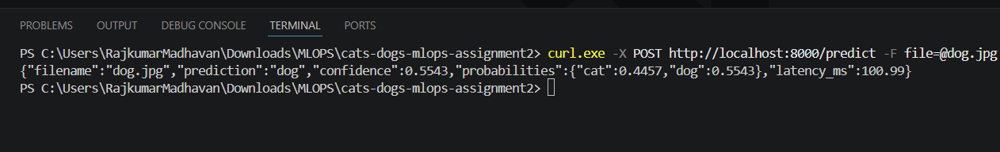 PROBLEMS OUTPUT DEBUG CONSOLE TERMINAL PORTS
PS C:\Users\RajkumarMadhavan\Downloads\MLOPS\cats-dogs-mlops-assignment2> curl.exe -X POST http://localhost:8000/predict -F file=@dog.jpg
{"filename":"dog.jpg","prediction":"dog","confidence":0.5543,"probabilities":{"cat":0.4457,"dog":0.5543},"latency_ms":100.99}
PS C:\Users\RajkumarMadhavan\Downloads\MLOPS\cats-dogs-mlops-assignment2>